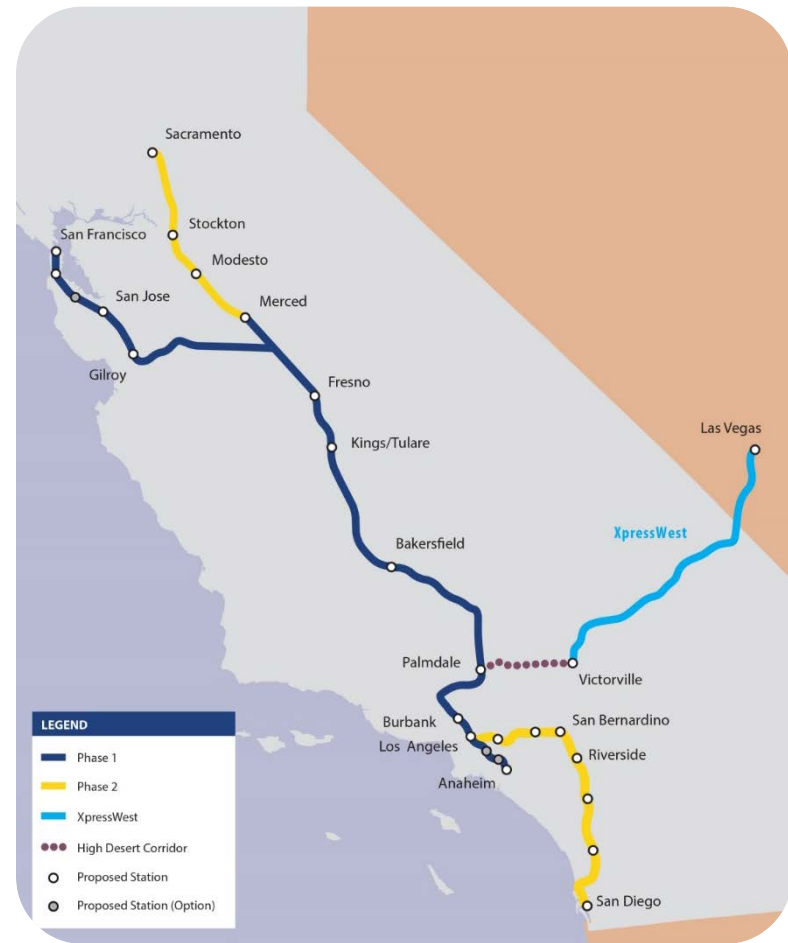 Sacramento
Stockton
San Francisco
Modesto
San Jose
Merced
Gilroy
Fresno
Las Vegas
Kings/Tulare
XpressWest
Bakersfield
Palmdale
Victorville
Burbank
San Bernardino
Los Angeles
Riverside
Anaheim
San Diego
LEGEND
Phase 1
Phase 2
XpressWest
High Desert Corridor
Proposed Station
Proposed Station (Option)